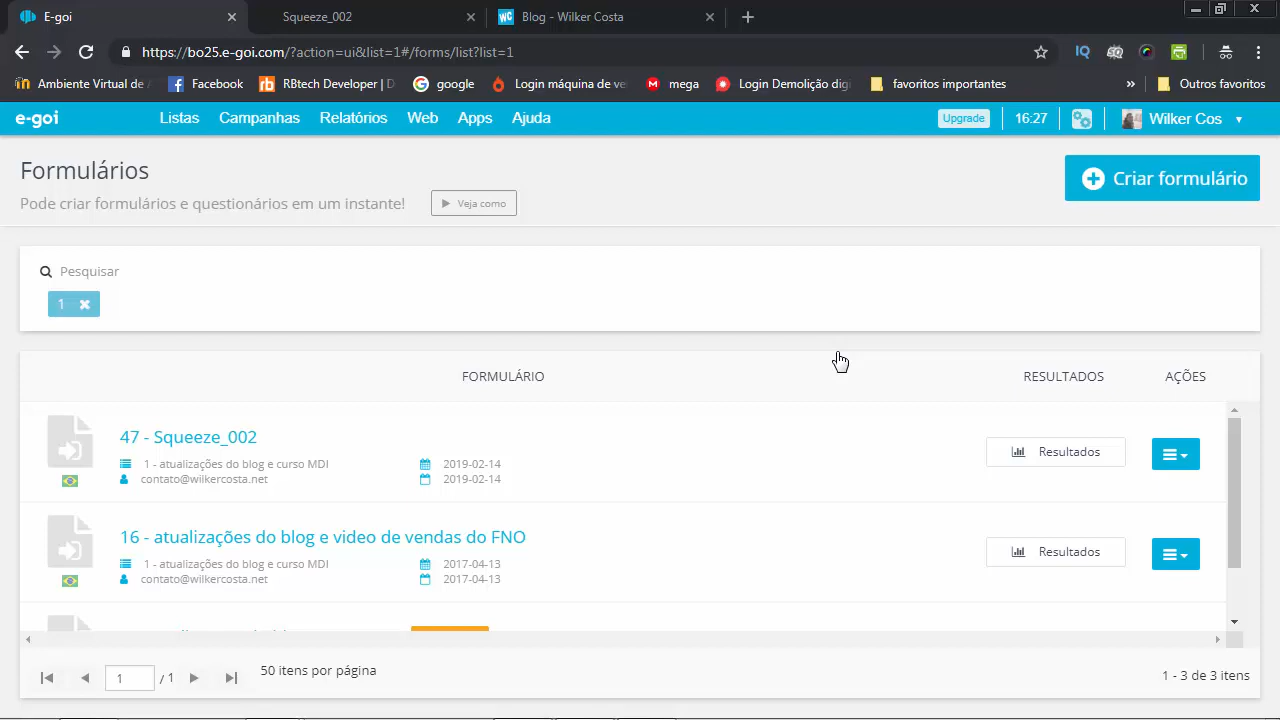 E-goi
Squeeze_002
Blog - Wilker Costa
https://bo25.e-goi.com/?action=ui&list=1#/forms/list?list=1
Ambiente Virtual de
Facebook
RBtech Developer |
google
Login máquina de
mega
Login Demolição
favoritos importantes
»
Outros favoritos
e-goi
Listas
Campanhas
Relatórios
Web
Apps
Ajuda
Upgrade
16:27
Wilker Cos
Formulários
Criar formulário
Pode criar formulários e questionários em um instante!
Veja como
Pesquisar
1
FORMULÁRIO
RESULTADOS
AÇÕES
47 - Squeeze_002
1 - atualizações do blog e curso MDI
2019-02-14
contato@wilkercosta.net
2019-02-14
Resultados
16 - atualizações do blog e video de vendas do FNO
1 - atualizações do blog e curso MDI
2017-04-13
contato@wilkercosta.net
2017-04-13
Resultados
1
/ 1
50 itens por página
1 - 3 de 3 itens